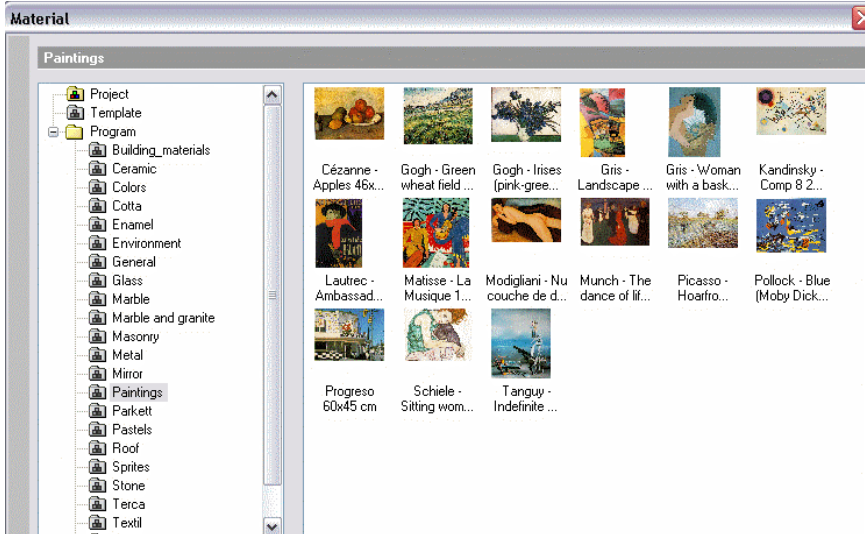 Material
Paintings
Project
Template
Program
Building_materials
Ceramic
Colors
Cotta
Enamel
Environment
General
Glass
Marble
Marble and granite
Masonry
Metal
Mirror
Paintings
Parkett
Pastels
Roof
Sprites
Stone
Terca
Textil
Cézanne -
Apples 46x...
Gogh - Green
wheat field ...
Gogh - Irises
(pink-gree...
Gris -
Landscape ...
Gris - Woman
with a bask...
Kandinsky -
Comp 8 2...
Lautrec -
Ambassad...
Matisse - La
Musique 1...
Modigliani - Nu
couche de d...
Munch - The
dance of lif...
Picasso -
Hoarfro...
Pollock - Blue
(Moby Dick...
Progreso
60x45 cm
Schiele -
Sitting wom...
Tanguy -
Indefinite ...